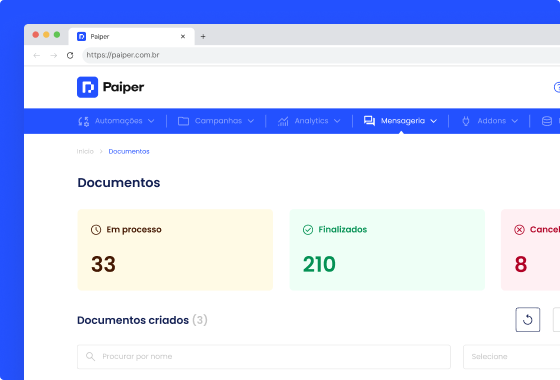 Paiper
https://paiper.com.br
Paiper
Automações Campanhas Analytics Mensageria Addons
Início > Documentos
Documentos
Em processo
33
Finalizados
210
8
Documentos criados (3)
Procurar por nome
Selecione